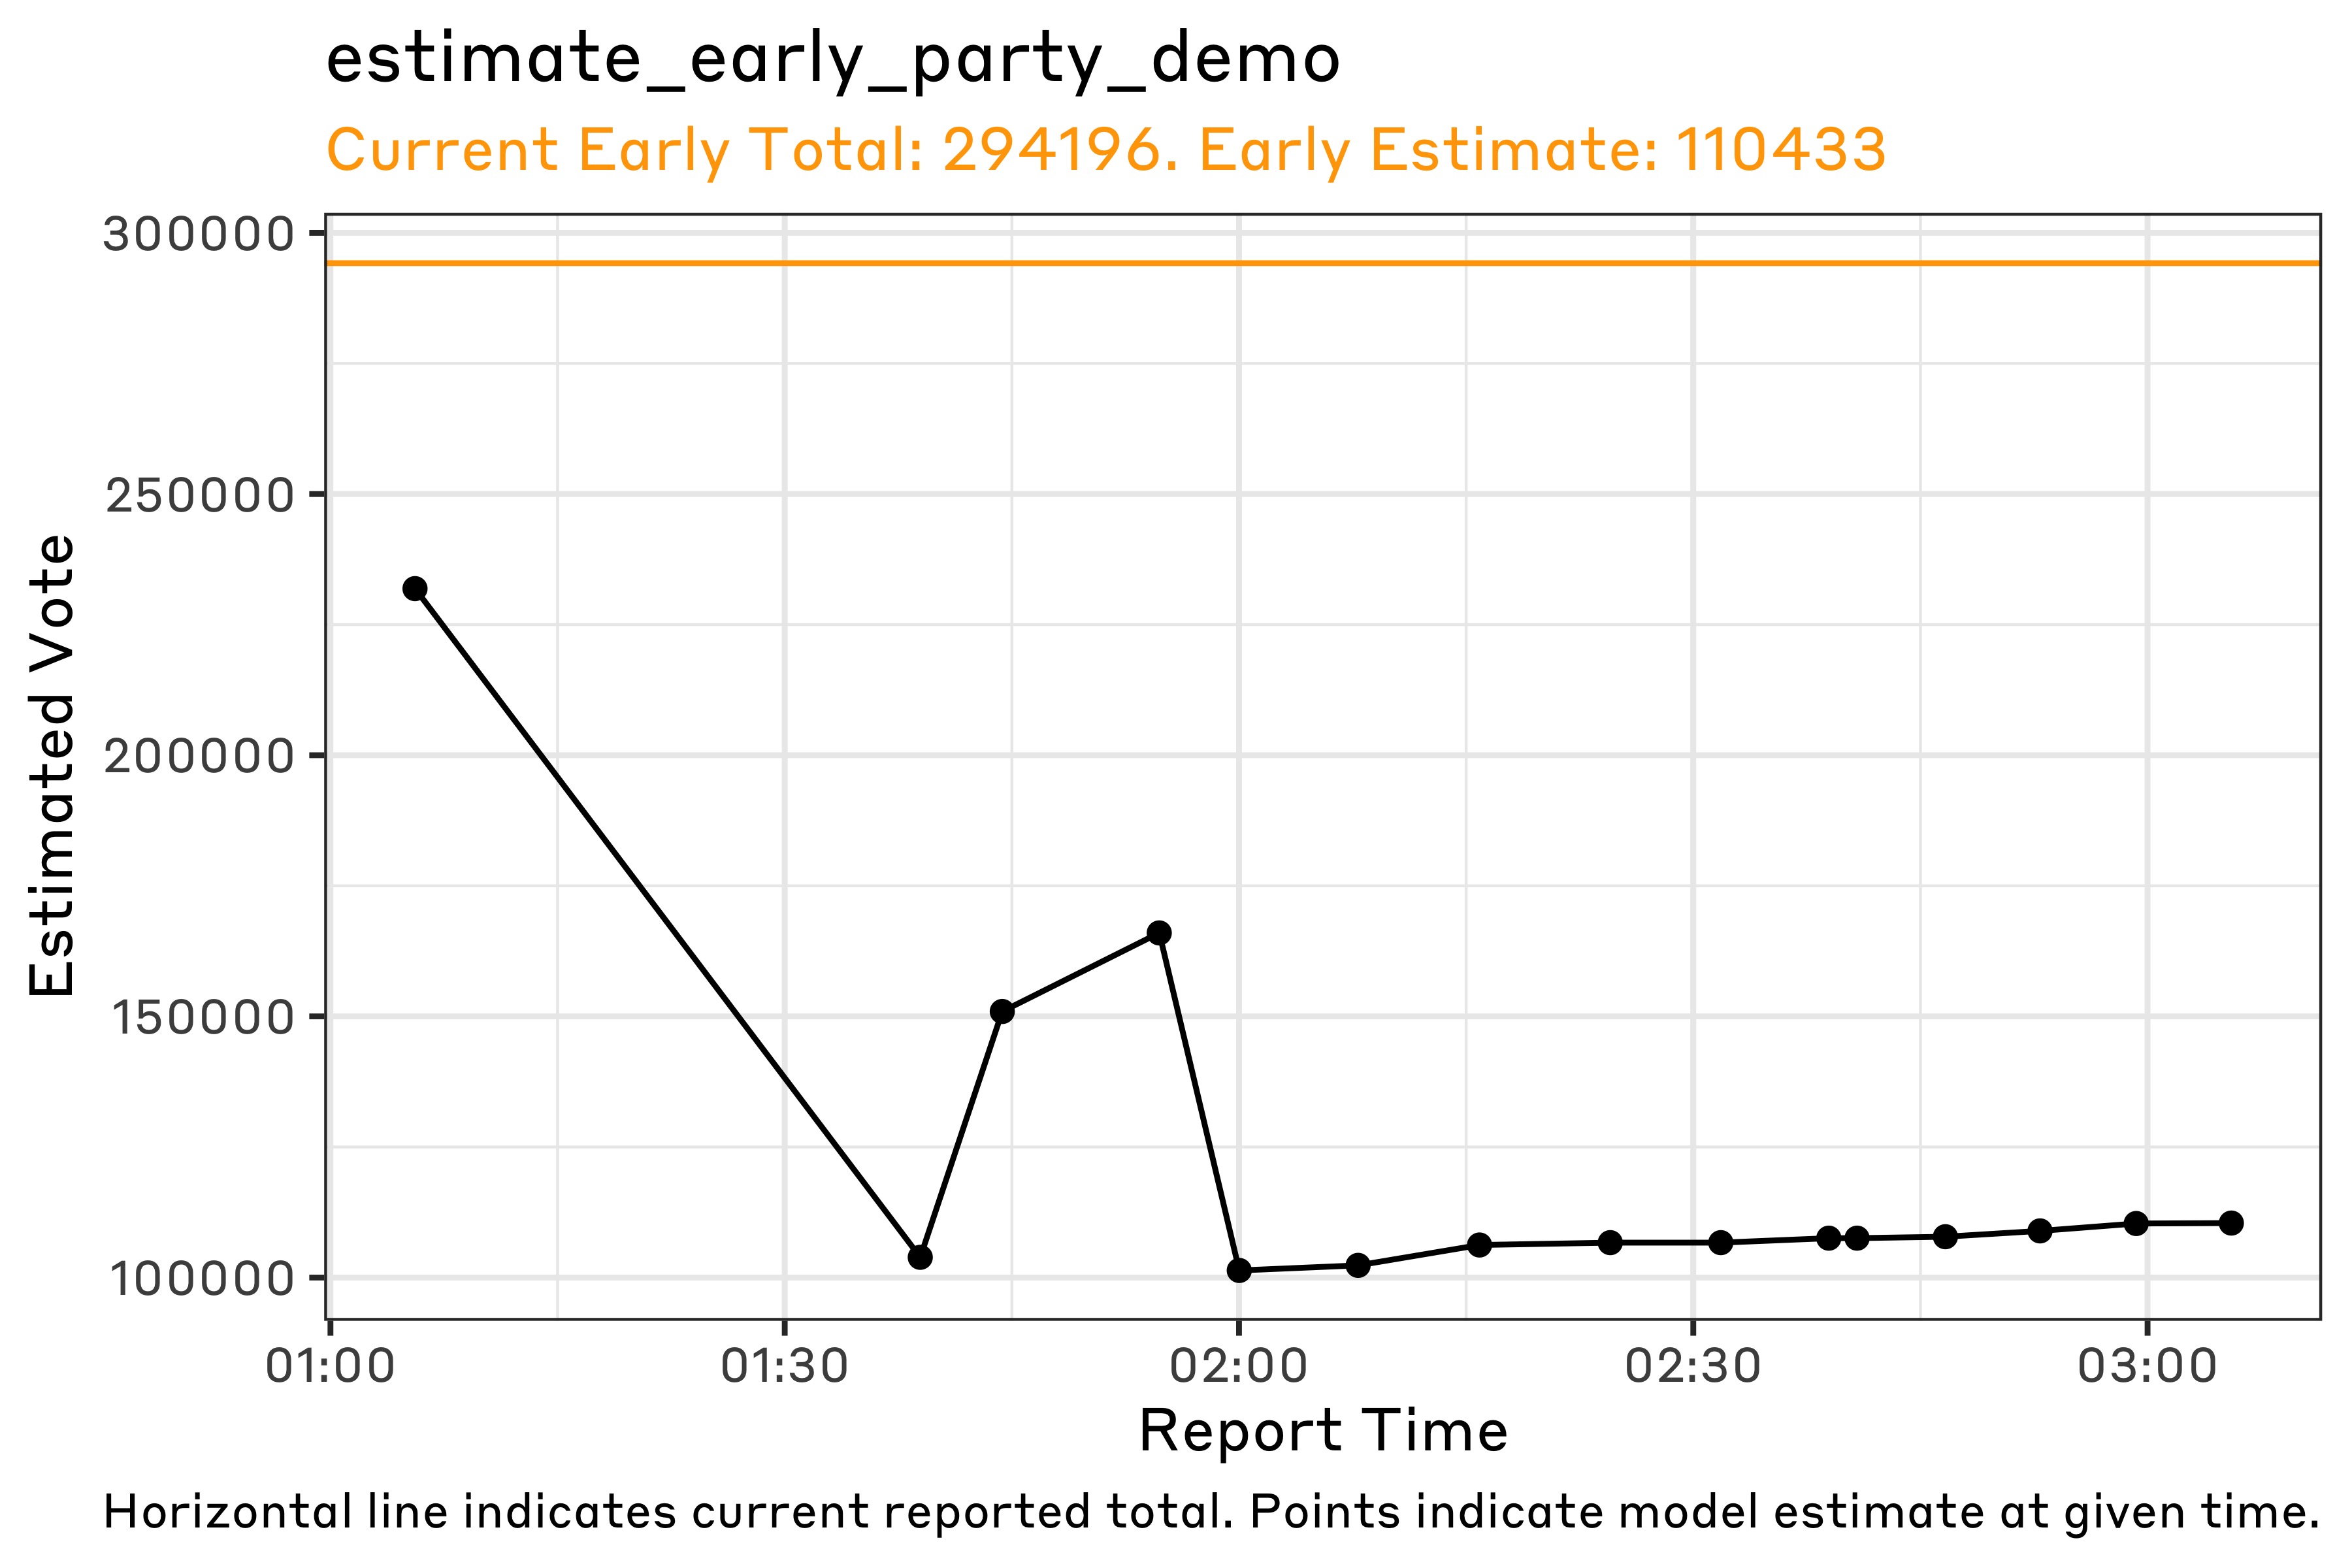 estimate_early_party_demo
Current Early Total: 294196. Early Estimate: 110433
300000
250000
200000
150000
100000
Estimated Vote
01:00 01:30 02:00 02:30 03:00
Report Time
Horizontal line indicates current reported total. Points indicate model estimate at given time.